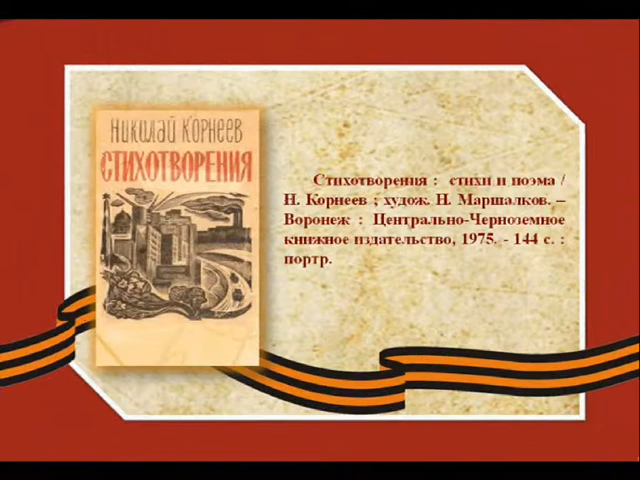 Николай Корнеев
СТИХОТВОРЕНИЯ
Стихотворения : стихи и поэма /
Н. Корнеев ; худож. Н. Маршалков. –
Воронеж : Центрально-Черноземное
книжное издательство, 1975. - 144 с. :
портр.